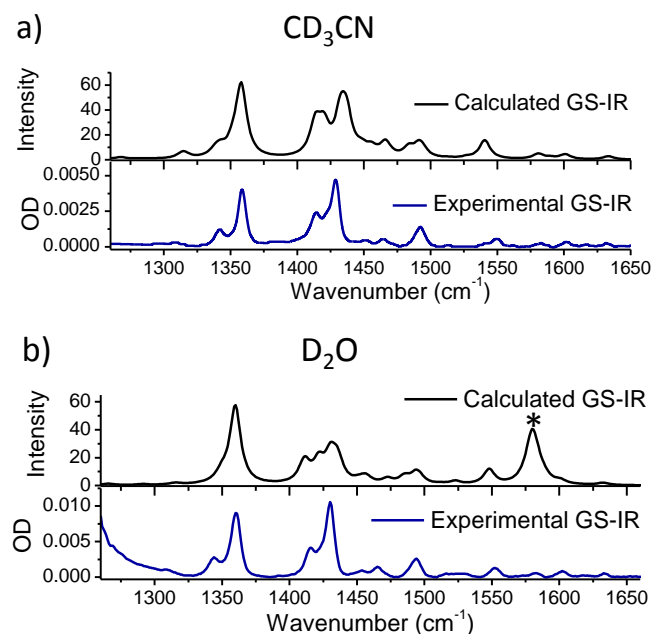 a) CD₃CN
Intensity
60
40
20
0
Calculated GS-IR
OD
0.0050
0.0025
0.0000
Experimental GS-IR
1300 1350 1400 1450 1500 1550 1600 1650
Wavenumber (cm⁻¹)
b) D₂O
Intensity
60
40
20
0
Calculated GS-IR
*
OD
0.010
0.005
0.000
Experimental GS-IR
1300 1350 1400 1450 1500 1550 1600 1650
Wavenumber (cm⁻¹)